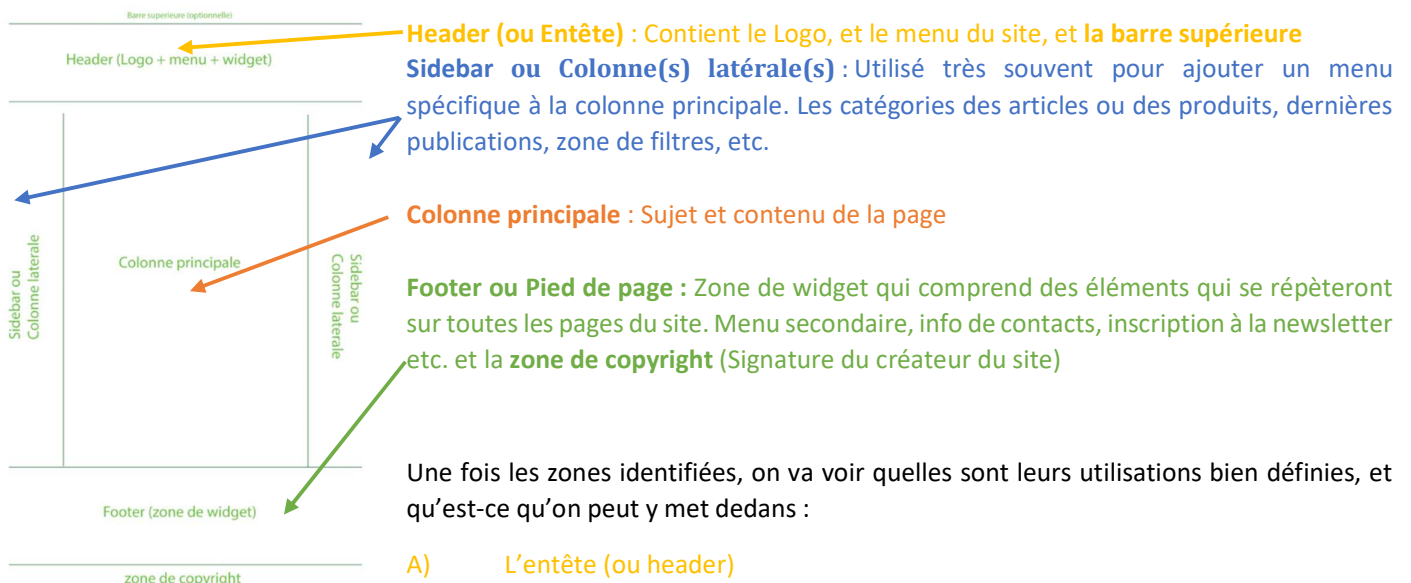 Barre superieure (optionnelle)
Header (Logo + menu + widget)
Sidebar ou
Colonne laterale
Colonne principale
Sidebar ou
Colonne laterale
Footer (zone de widget)
zone de copyright
Header (ou Entête) : Contient le Logo, et le menu du site, et la barre supérieure
Sidebar ou Colonne(s) latérale(s) : Utilisé très souvent pour ajouter un menu
spécifique à la colonne principale. Les catégories des articles ou des produits, dernières
publications, zone de filtres, etc.
Colonne principale : Sujet et contenu de la page
Footer ou Pied de page : Zone de widget qui comprend des éléments qui se répèteront
sur toutes les pages du site. Menu secondaire, info de contacts, inscription à la newsletter
etc. et la zone de copyright (Signature du créateur du site)
Une fois les zones identifiées, on va voir quelles sont leurs utilisations bien définies, et
qu’est-ce qu’on peut y met dedans :
A) L’entête (ou header)